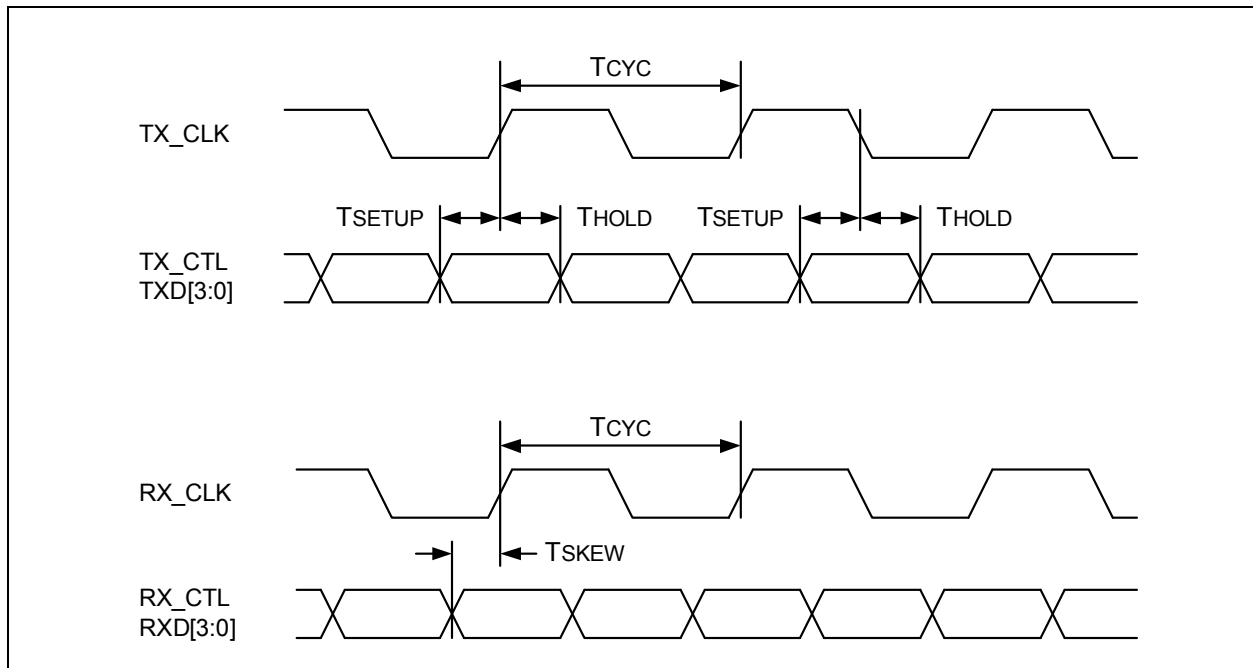 TCYC
TX_CLK
TSETUP THOLD TSETUP THOLD
TX_CTL
TXD[3:0]
TCYC
RX_CLK
TSKEW
RX_CTL
RXD[3:0]